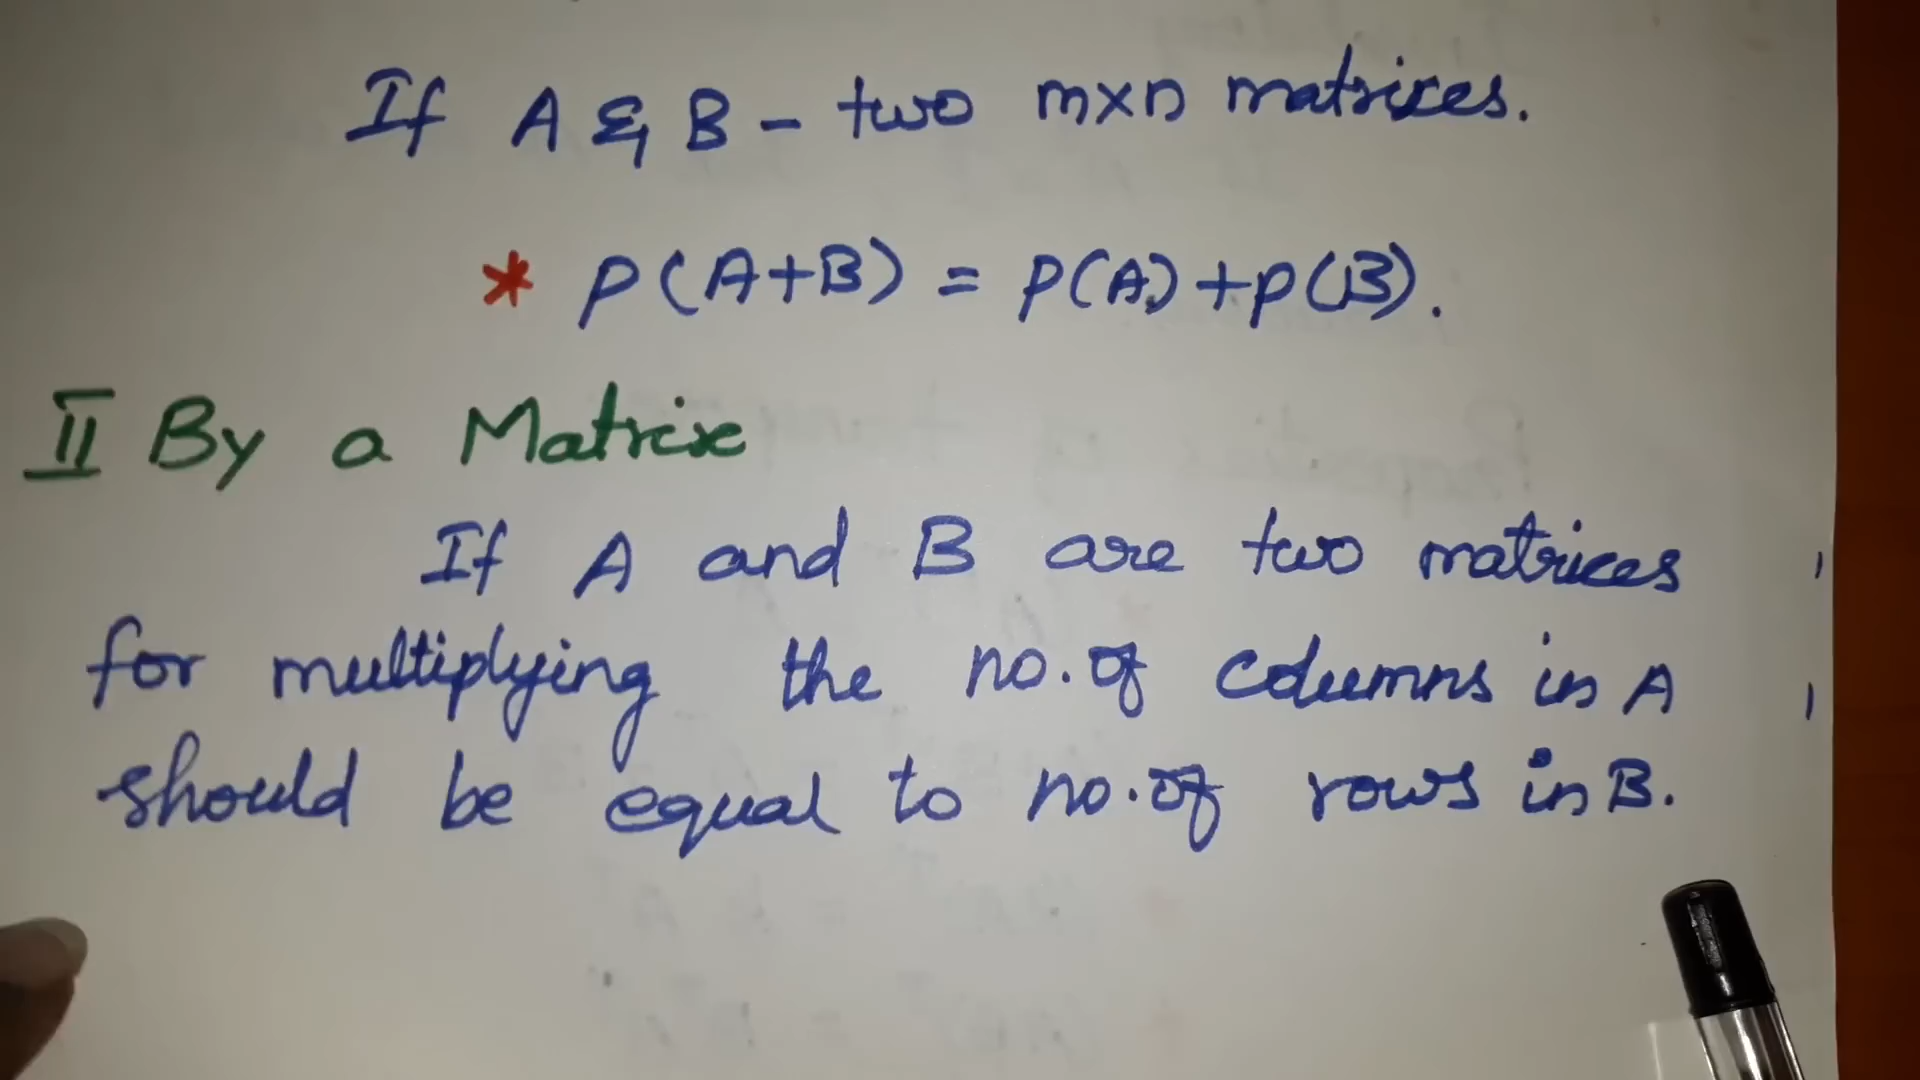 If A & B - two m×n matrices.
* P(A+B) = P(A)+P(B).
II By a Matrix
If A and B are two matrices
for multiplying the no. of columns in A
should be equal to no. of rows in B.